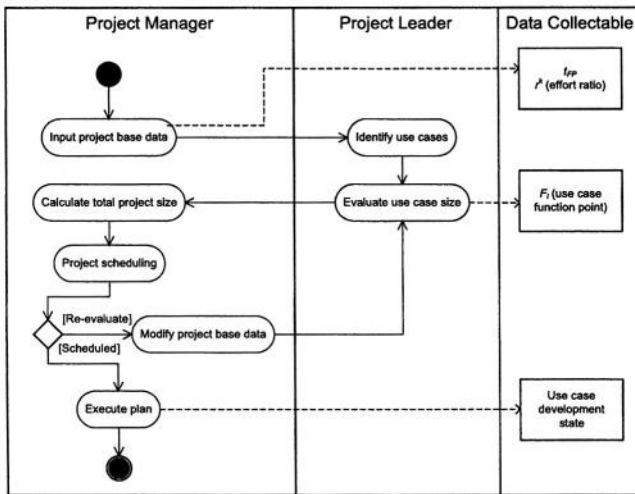 Project Manager
Project Leader
Data Collectable
t_FP
r^k (effort ratio)
Input project base data
Identify use cases
Calculate total project size
Evaluate use case size
F_i (use case
function point)
Project scheduling
[Re-evaluate]
Modify project base data
[Scheduled]
Execute plan
Use case
development
state